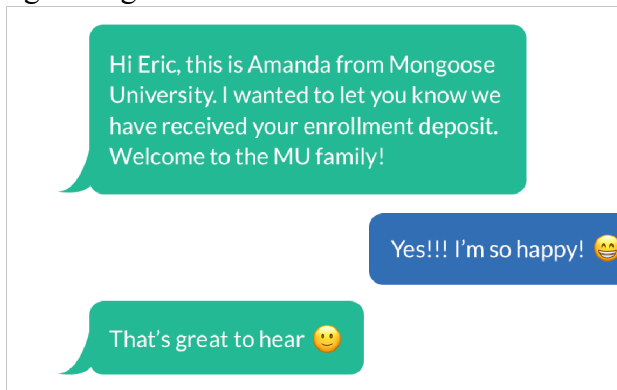 Hi Eric, this is Amanda from Mongoose
University. I wanted to let you know we
have received your enrollment deposit.
Welcome to the MU family!
Yes!!! I’m so happy! 😁
That’s great to hear 🙂